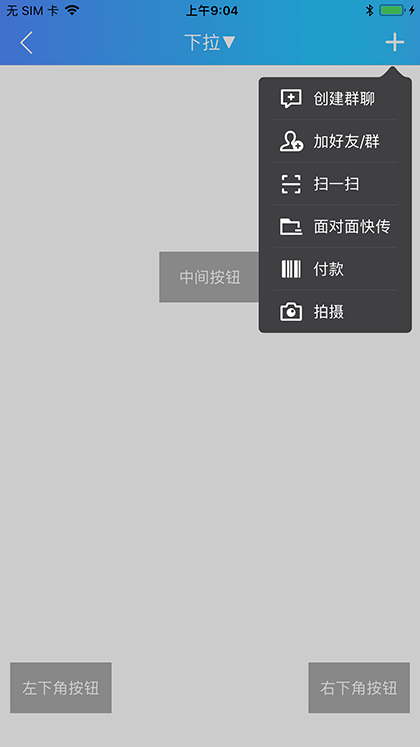 无 SIM 卡 上午9:04
下拉▼
创建群聊
加好友/群
扫一扫
面对面快传
中间按钮
付款
拍摄
左下角按钮 右下角按钮